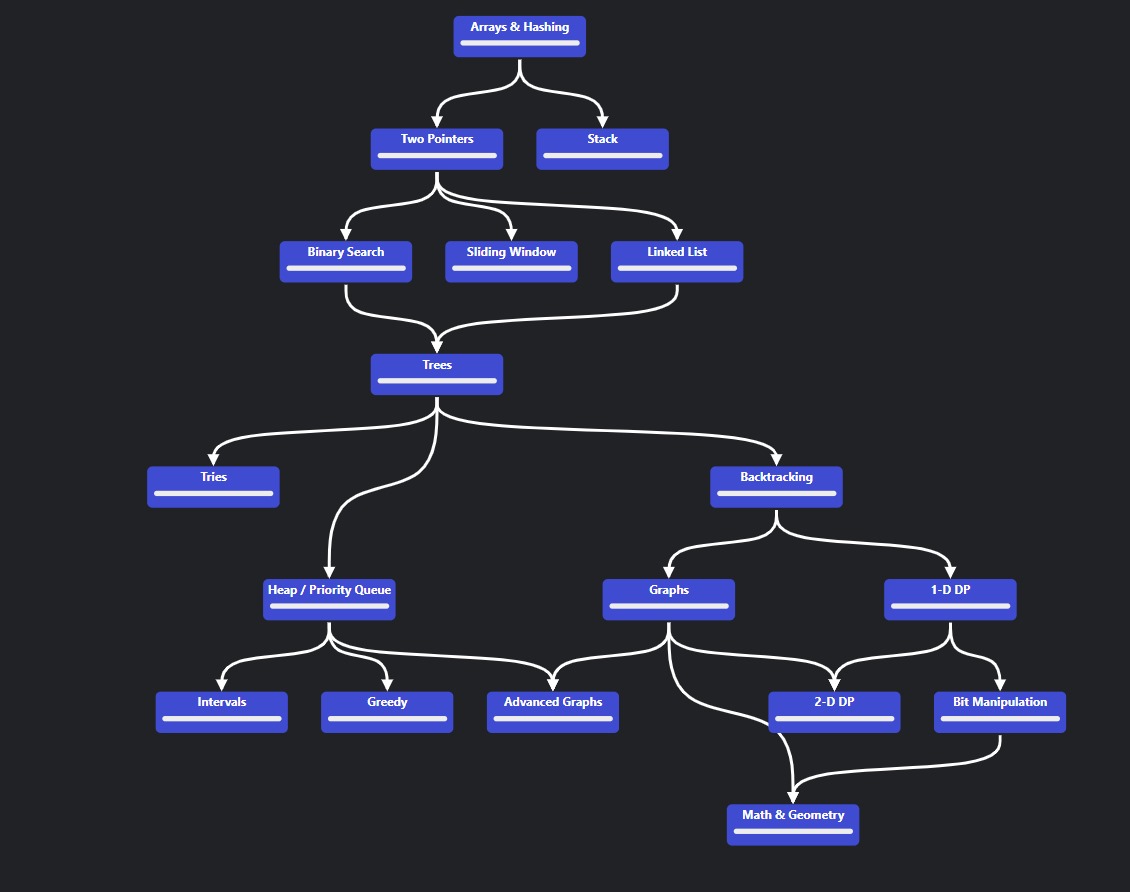 Arrays & Hashing
Two Pointers
Stack
Binary Search
Sliding Window
Linked List
Trees
Tries
Backtracking
Heap / Priority Queue
Graphs
1-D DP
Intervals
Greedy
Advanced Graphs
2-D DP
Bit Manipulation
Math & Geometry